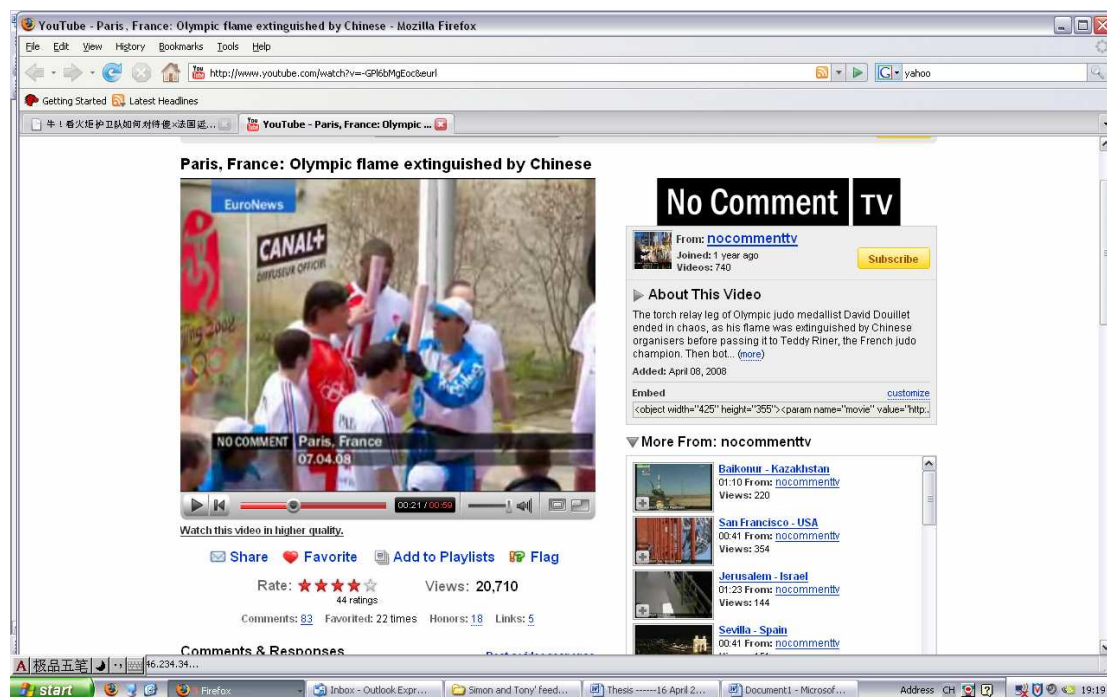 YouTube - Paris, France: Olympic flame extinguished by Chinese - Mozilla Firefox
File Edit View History Bookmarks Tools Help
http://www.youtube.com/watch?v=-GPl6bMgEoc&eurl
G yahoo
Getting Started Latest Headlines
牛！看火炬护卫队如何对待傻×法国逛...
YouTube - Paris, France: Olympic ...
Paris, France: Olympic flame extinguished by Chinese
EuroNews
CANAL+
DIFFUSEUR OFFICIEL
2008
NO COMMENT Paris, France
07.04.08
00:21 / 00:59
Watch this video in higher quality.
Share Favorite Add to Playlists Flag
Rate: Views: 20,710
44 ratings
Comments: 83 Favorited: 22 times Honors: 18 Links: 5
Comments & Responses
No Comment TV
From: nocommenttv
Joined: 1 year ago
Videos: 740
Subscribe
About This Video
The torch relay leg of Olympic judo medallist David Douillet
ended in chaos, as his flame was extinguished by Chinese
organisers before passing it to Teddy Riner, the French judo
champion. Then bot... (more)
Added: April 08, 2008
Embed customize
<object width="425" height="355"><param name="movie" value="http:
More From: nocommenttv
Baikonur - Kazakhstan
01:10 From: nocommenttv
Views: 220
San Francisco - USA
00:41 From: nocommenttv
Views: 354
Jerusalem - Israel
01:23 From: nocommenttv
Views: 144
Sevilla - Spain
00:41 From: nocommenttv
A 极品五笔 46.234.34...
start Firefox Inbox - Outlook Expr... Simon and Tony' feed... Thesis ------16 April 2... Document1 - Microsof... Address CH 19:19